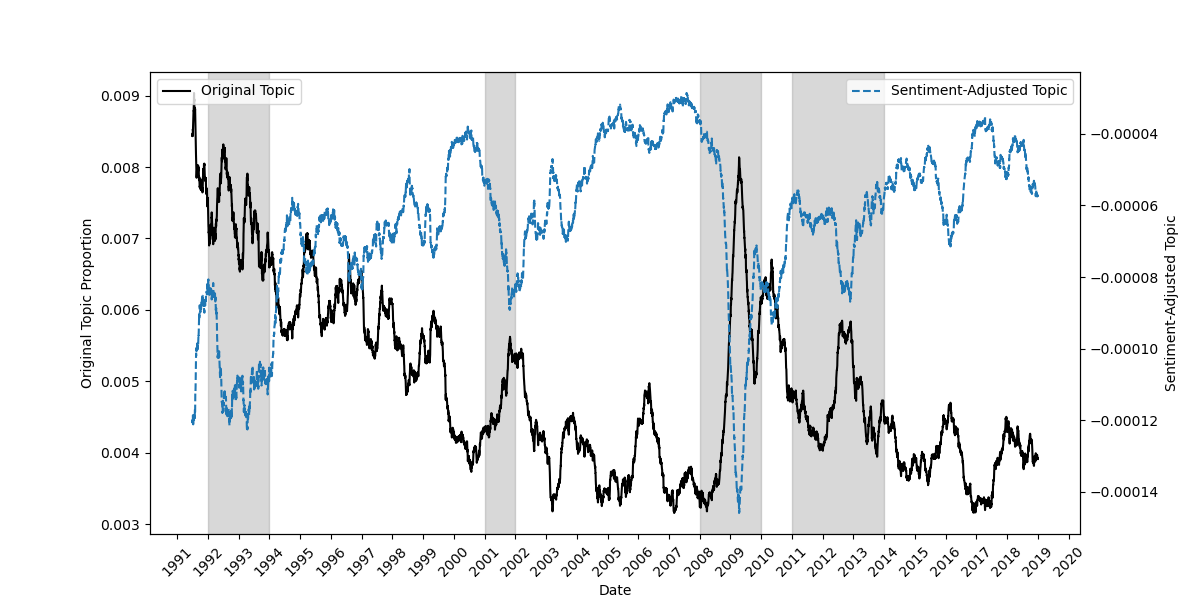 Original Topic
Sentiment-Adjusted Topic
0.009
0.008
0.007
0.006
0.005
0.004
0.003
Original Topic Proportion
−0.00004
−0.00006
−0.00008
−0.00010
−0.00012
−0.00014
Sentiment-Adjusted Topic
1991 1992 1993 1994 1995 1996 1997 1998 1999 2000 2001 2002 2003 2004 2005 2006 2007 2008 2009 2010 2011 2012 2013 2014 2015 2016 2017 2018 2019 2020
Date